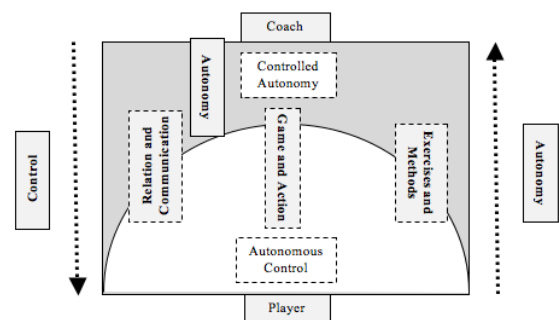 Coach
Autonomy
Controlled
Autonomy
Control
Relation and
Communication
Game and Action
Exercises and
Methods
Autonomy
Autonomous
Control
Player